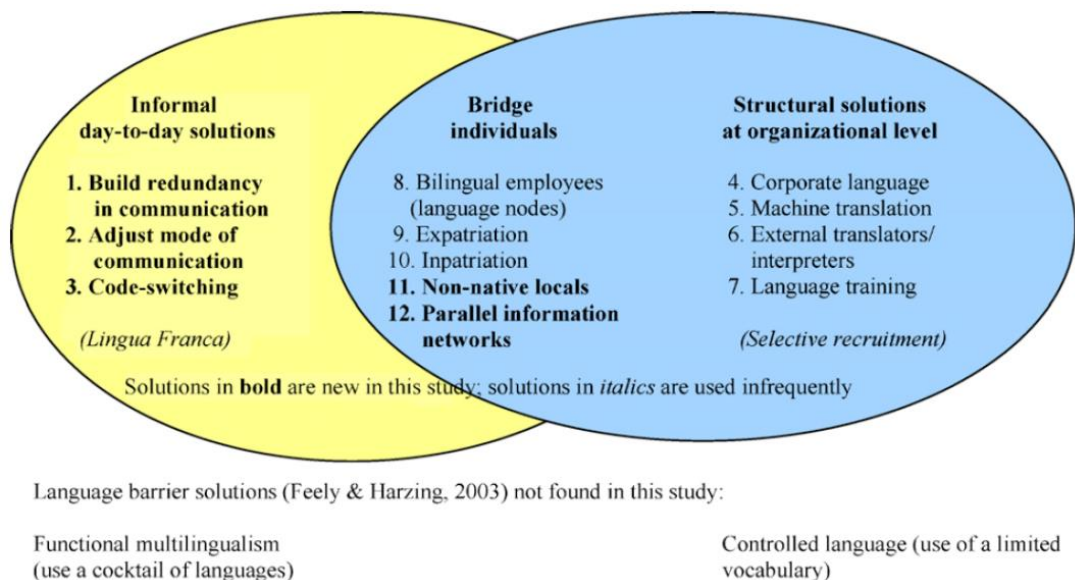 Informal
day-to-day solutions
1. Build redundancy
in communication
2. Adjust mode of
communication
3. Code-switching
(Lingua Franca)
Bridge
individuals
8. Bilingual employees
(language nodes)
9. Expatriation
10. Inpatriation
11. Non-native locals
12. Parallel information
networks
Structural solutions
at organizational level
4. Corporate language
5. Machine translation
6. External translators/
interpreters
7. Language training
(Selective recruitment)
Solutions in bold are new in this study; solutions in italics are used infrequently
Language barrier solutions (Feely & Harzing, 2003) not found in this study:
Functional multilingualism
(use a cocktail of languages)
Controlled language (use of a limited
vocabulary)